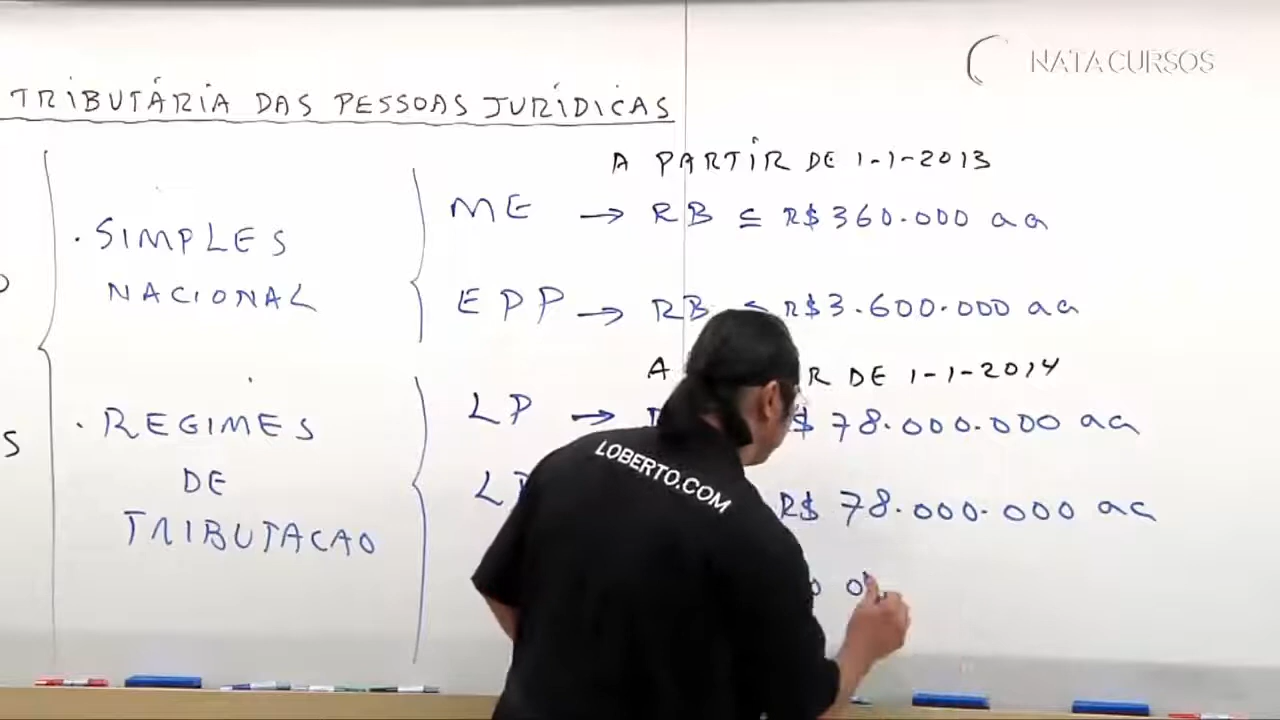 NATA CURSOS
TRIBUTÁRIA DAS PESSOAS JURÍDICAS
A PARTIR DE 1-1-2013
ME → RB ≤ R$ 360.000 aa
. SIMPLES
NACIONAL
EPP → RB ≤ R$ 3.600.000 aa
A R DE 1-1-2014
LP → $ 78.000.000 aa
. REGIMES
DE
TRIBUTACAO
R$ 78.000.000 aa
LOBERTO.COM
S